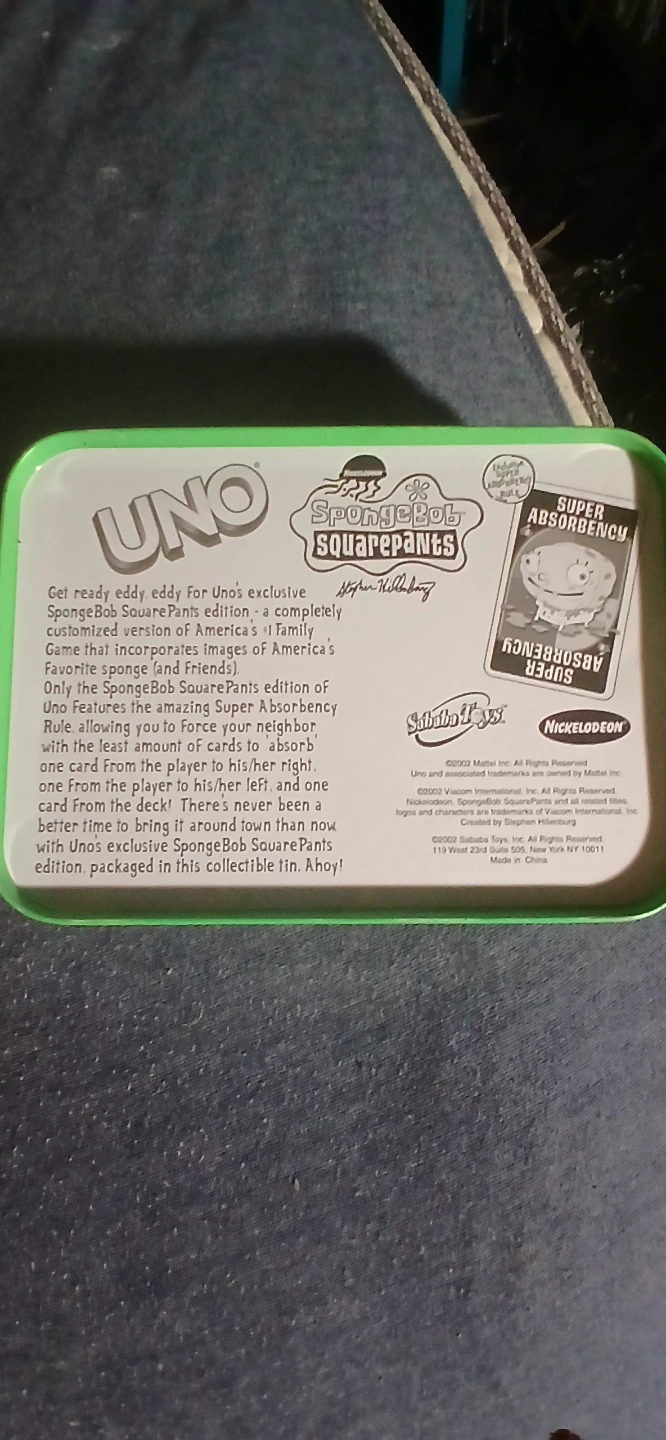 UNO®
NICKELODEON
SpongeBob
SQUAREPANTS
Stephen Hillenburg
Get ready eddy, eddy For Uno's exclusive
SpongeBob SquarePants edition - a completely
customized version of America's #1 Family
Game that incorporates images of America's
Favorite sponge (and Friends).
Only the SpongeBob SquarePants edition of
Uno Features the amazing Super Absorbency
Rule, allowing you to Force your neighbor
with the least amount of cards to 'absorb'
one card From the player to his/her right,
one From the player to his/her left, and one
card From the deck! There's never been a
better time to bring it around town than now
with Uno's exclusive SpongeBob SquarePants
edition, packaged in this collectible tin. Ahoy!
SUPER
ABSORBENCY
RULE
SUPER
ABSORBENCY
SUPER
ABSORBENCY
Sababa Toys™
NICKELODEON
©2002 Mattel Inc. All Rights Reserved
Uno and associated trademarks are owned by Mattel Inc.
©2002 Viacom International, Inc. All Rights Reserved.
Nickelodeon, SpongeBob SquarePants and all related titles,
logos and characters are trademarks of Viacom International, Inc.
Created by Stephen Hillenburg
©2002 Sababa Toys, Inc. All Rights Reserved.
119 West 23rd Suite 505, New York NY 10011
Made in China